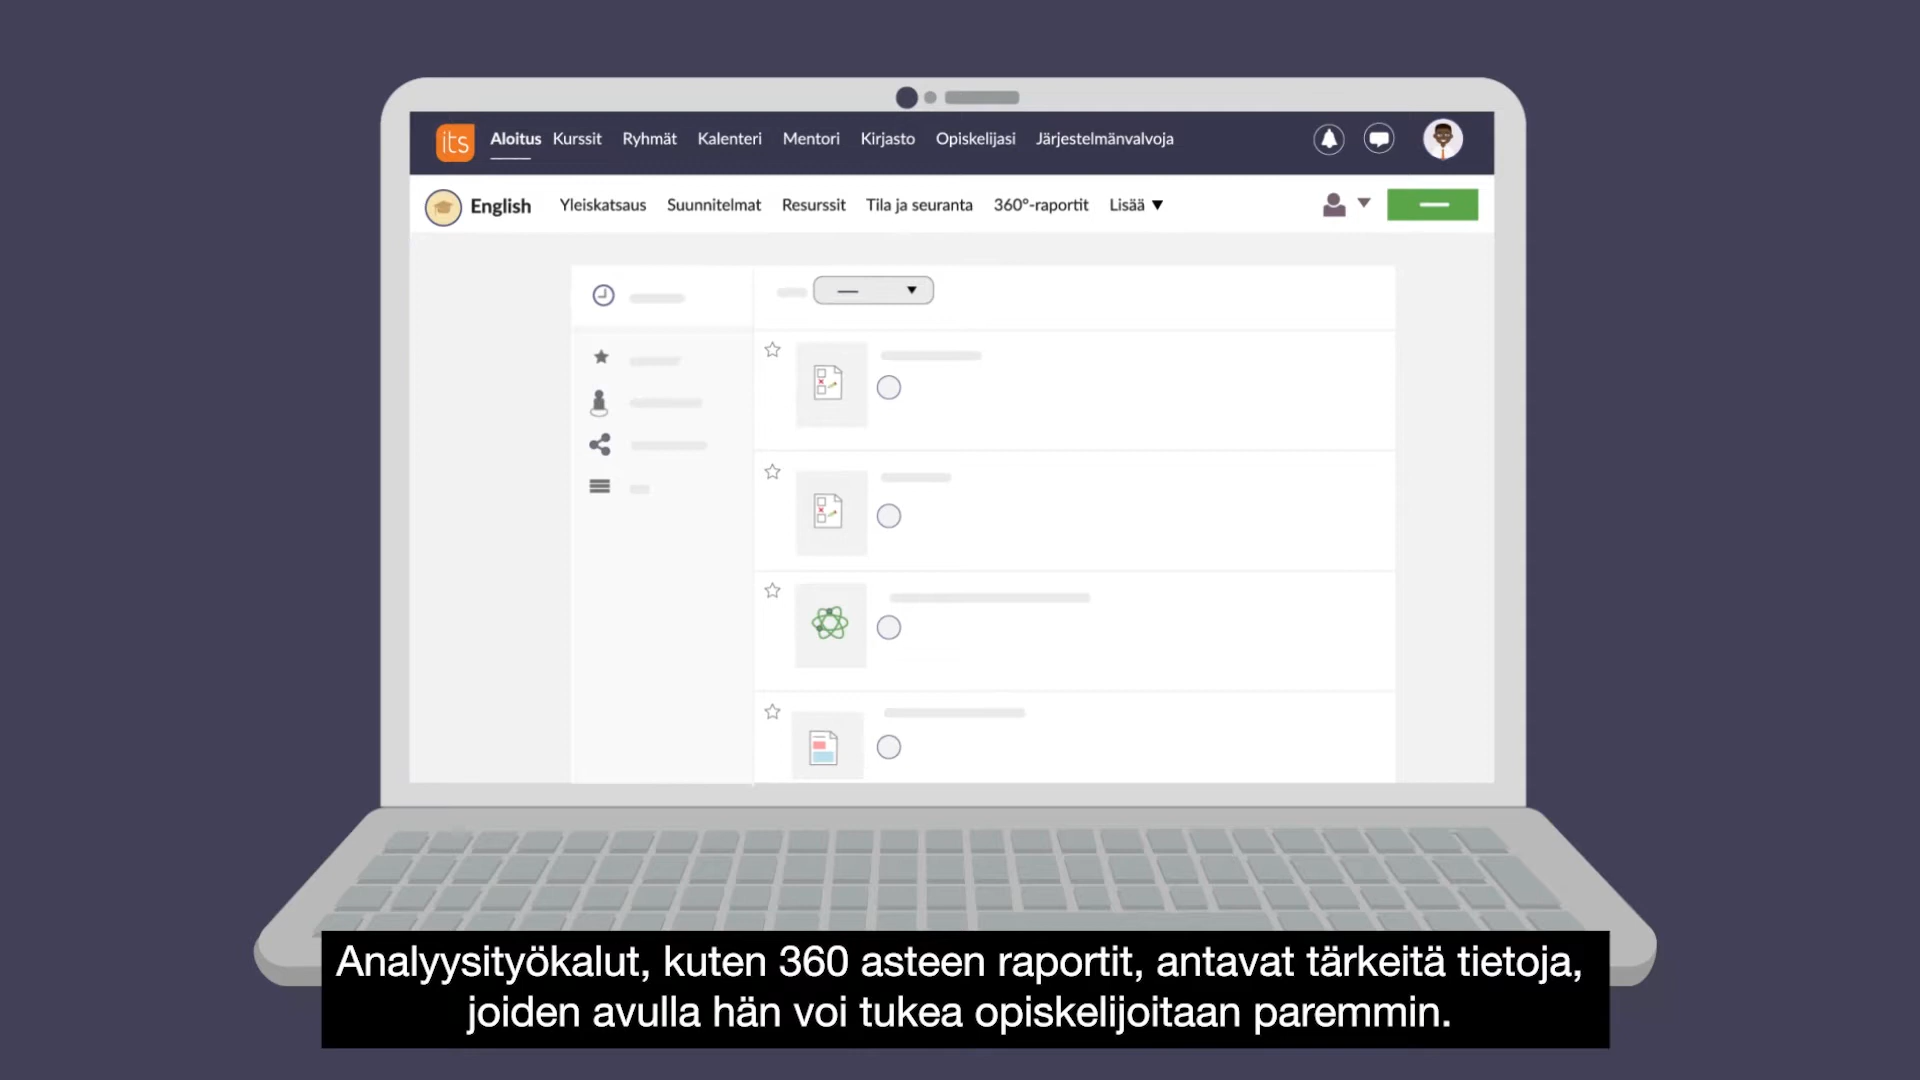 its Aloitus Kurssit Ryhmät Kalenteri Mentori Kirjasto Opiskelijasi Järjestelmänvalvoja
English Yleiskatsaus Suunnitelmat Resurssit Tila ja seuranta 360°-raportit Lisää
Analyysityökalut, kuten 360 asteen raportit, antavat tärkeitä tietoja,
joiden avulla hän voi tukea opiskelijoitaan paremmin.